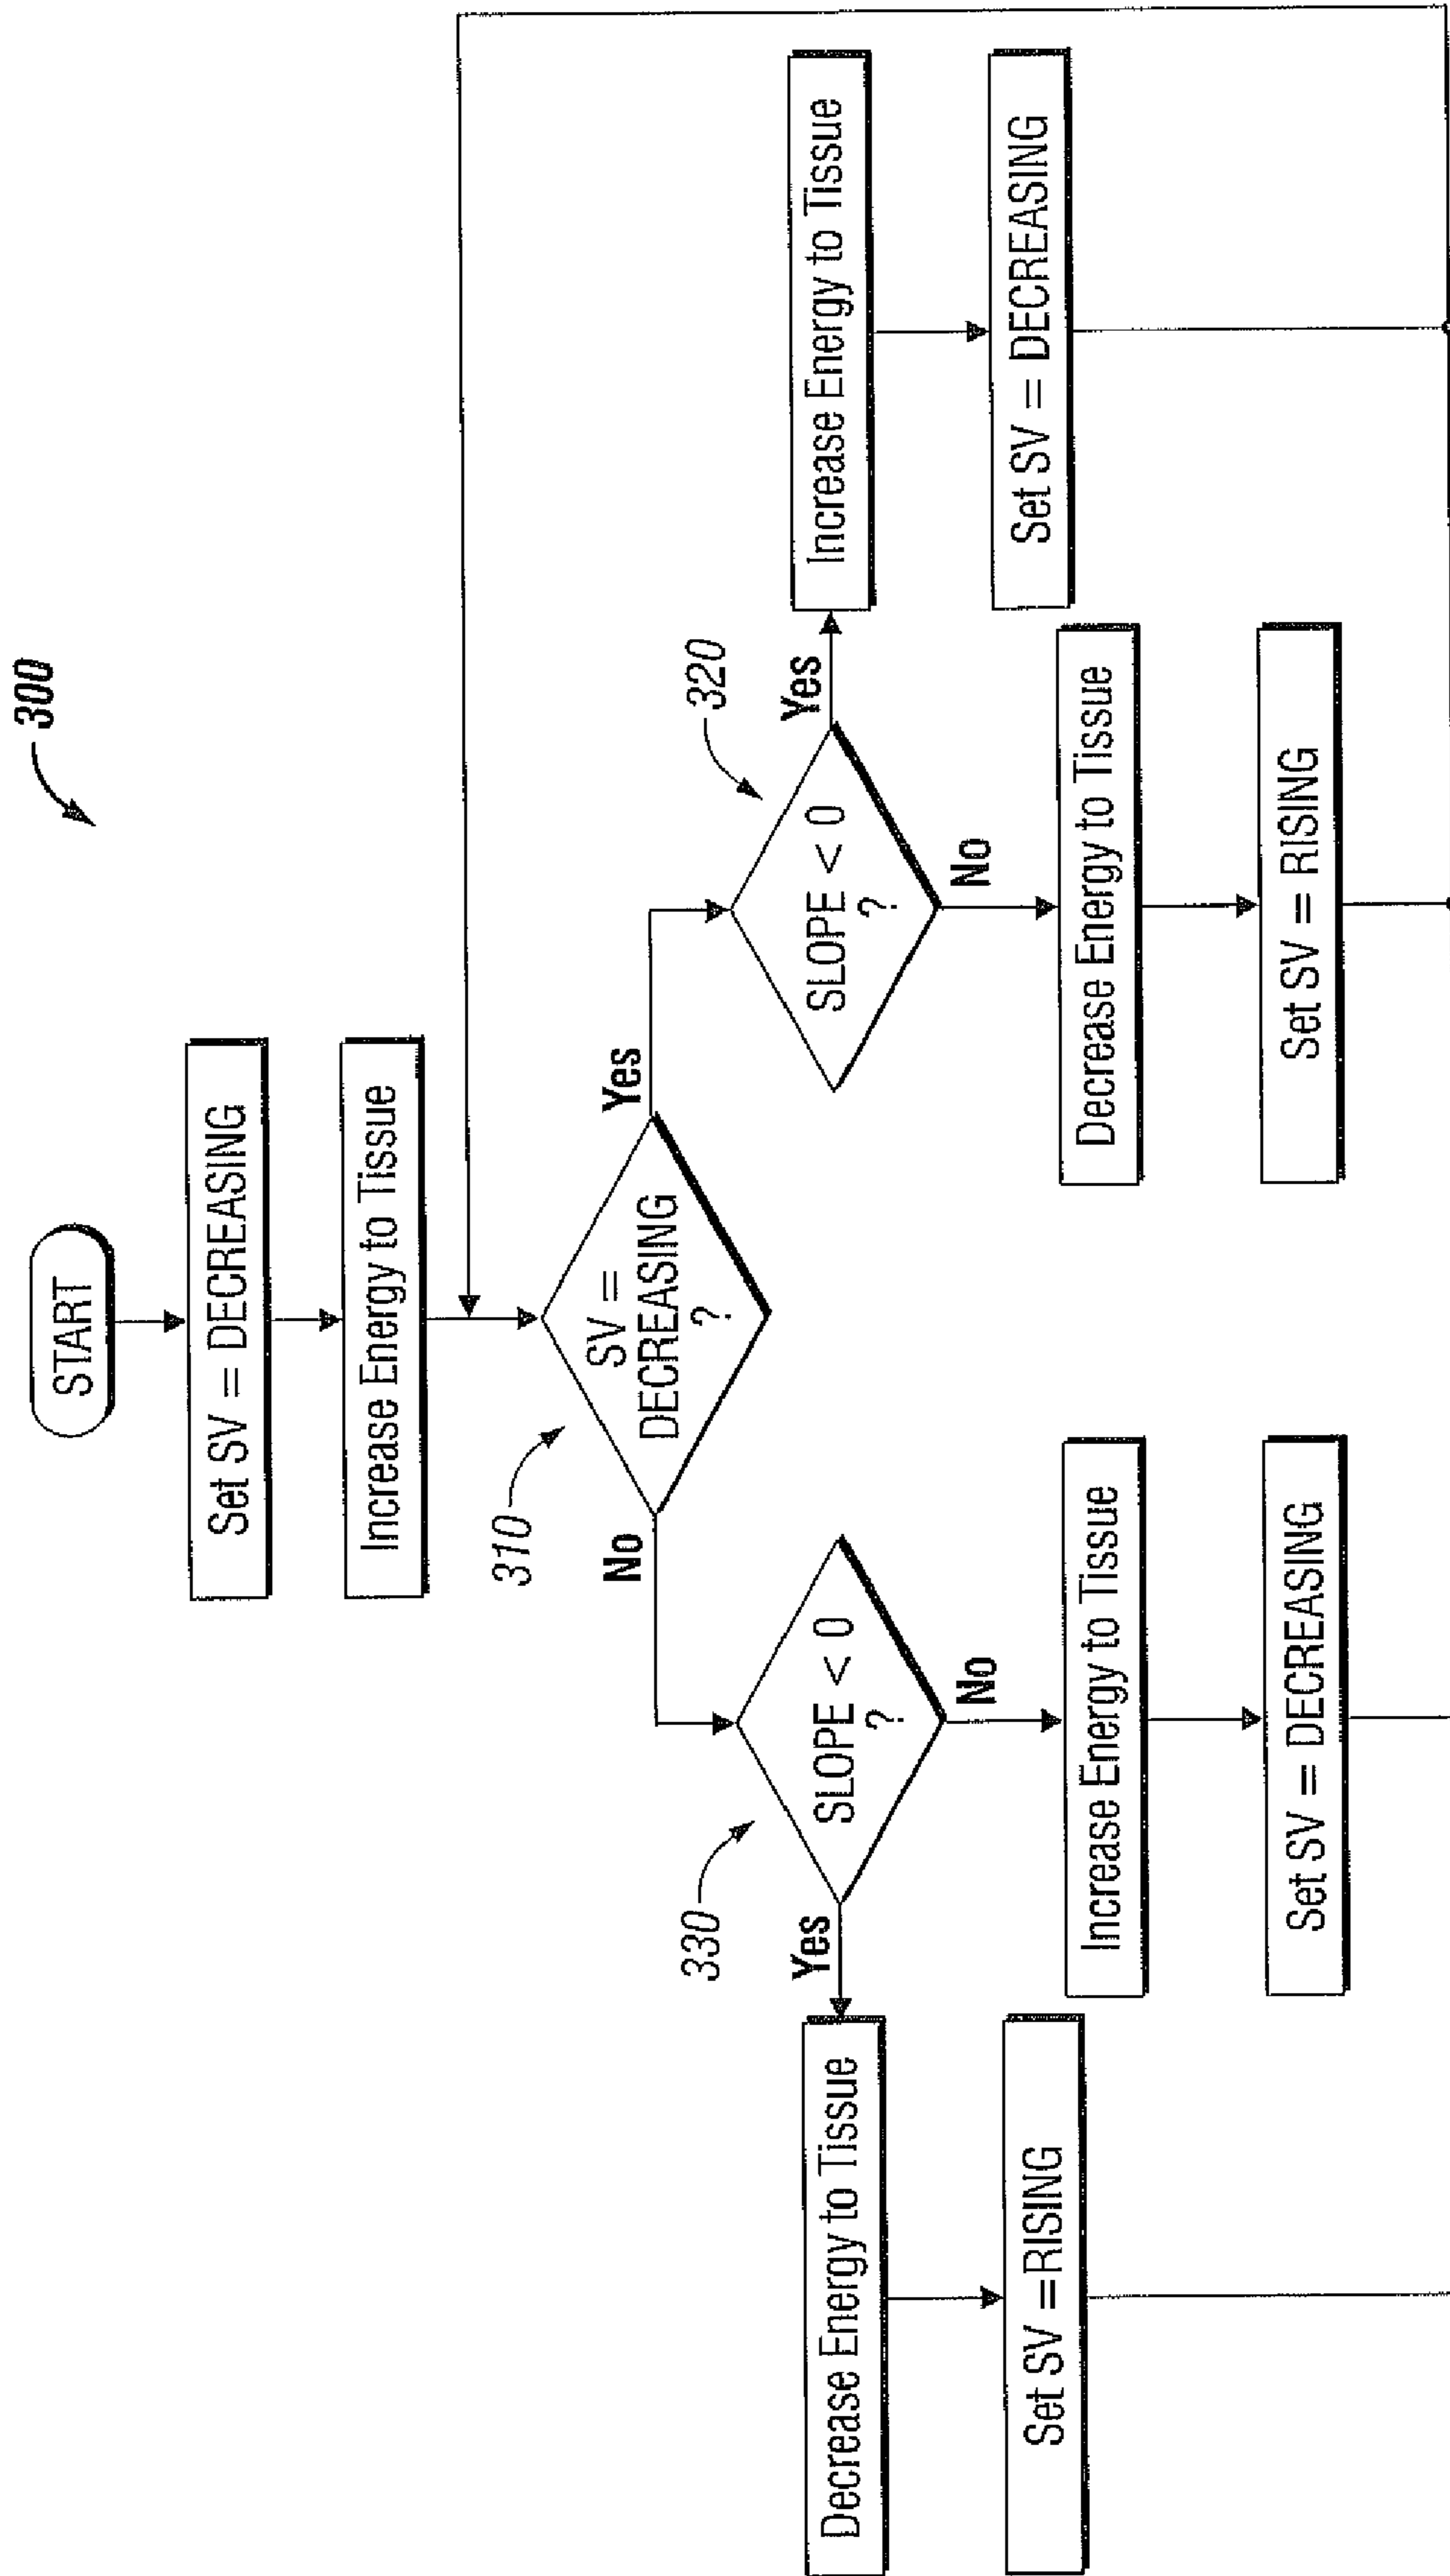 300
START
Set SV = DECREASING
Increase Energy to Tissue
310
SV =
DECREASING
?
No
Yes
330
SLOPE < 0
?
Yes
No
320
SLOPE < 0
?
Yes
No
Decrease Energy to Tissue
Set SV =RISING
Increase Energy to Tissue
Set SV = DECREASING
Decrease Energy to Tissue
Set SV = RISING
Increase Energy to Tissue
Set SV = DECREASING